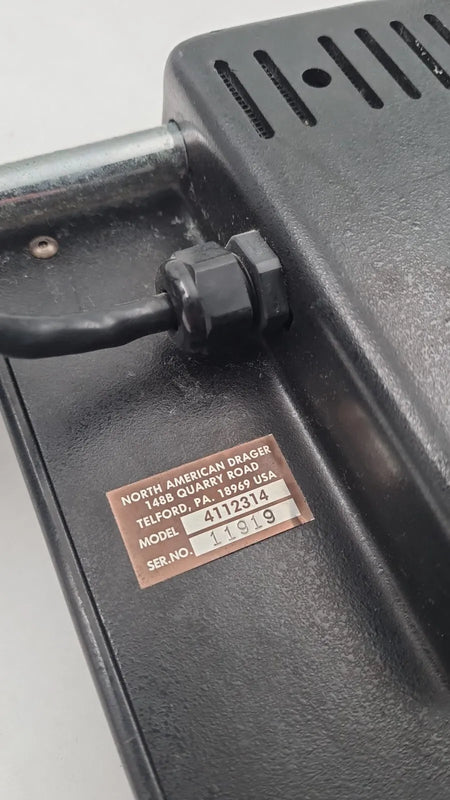 NORTH AMERICAN DRAGER
148B QUARRY ROAD
TELFORD, PA. 18969 USA
MODEL 4112314
SER.NO. 11919